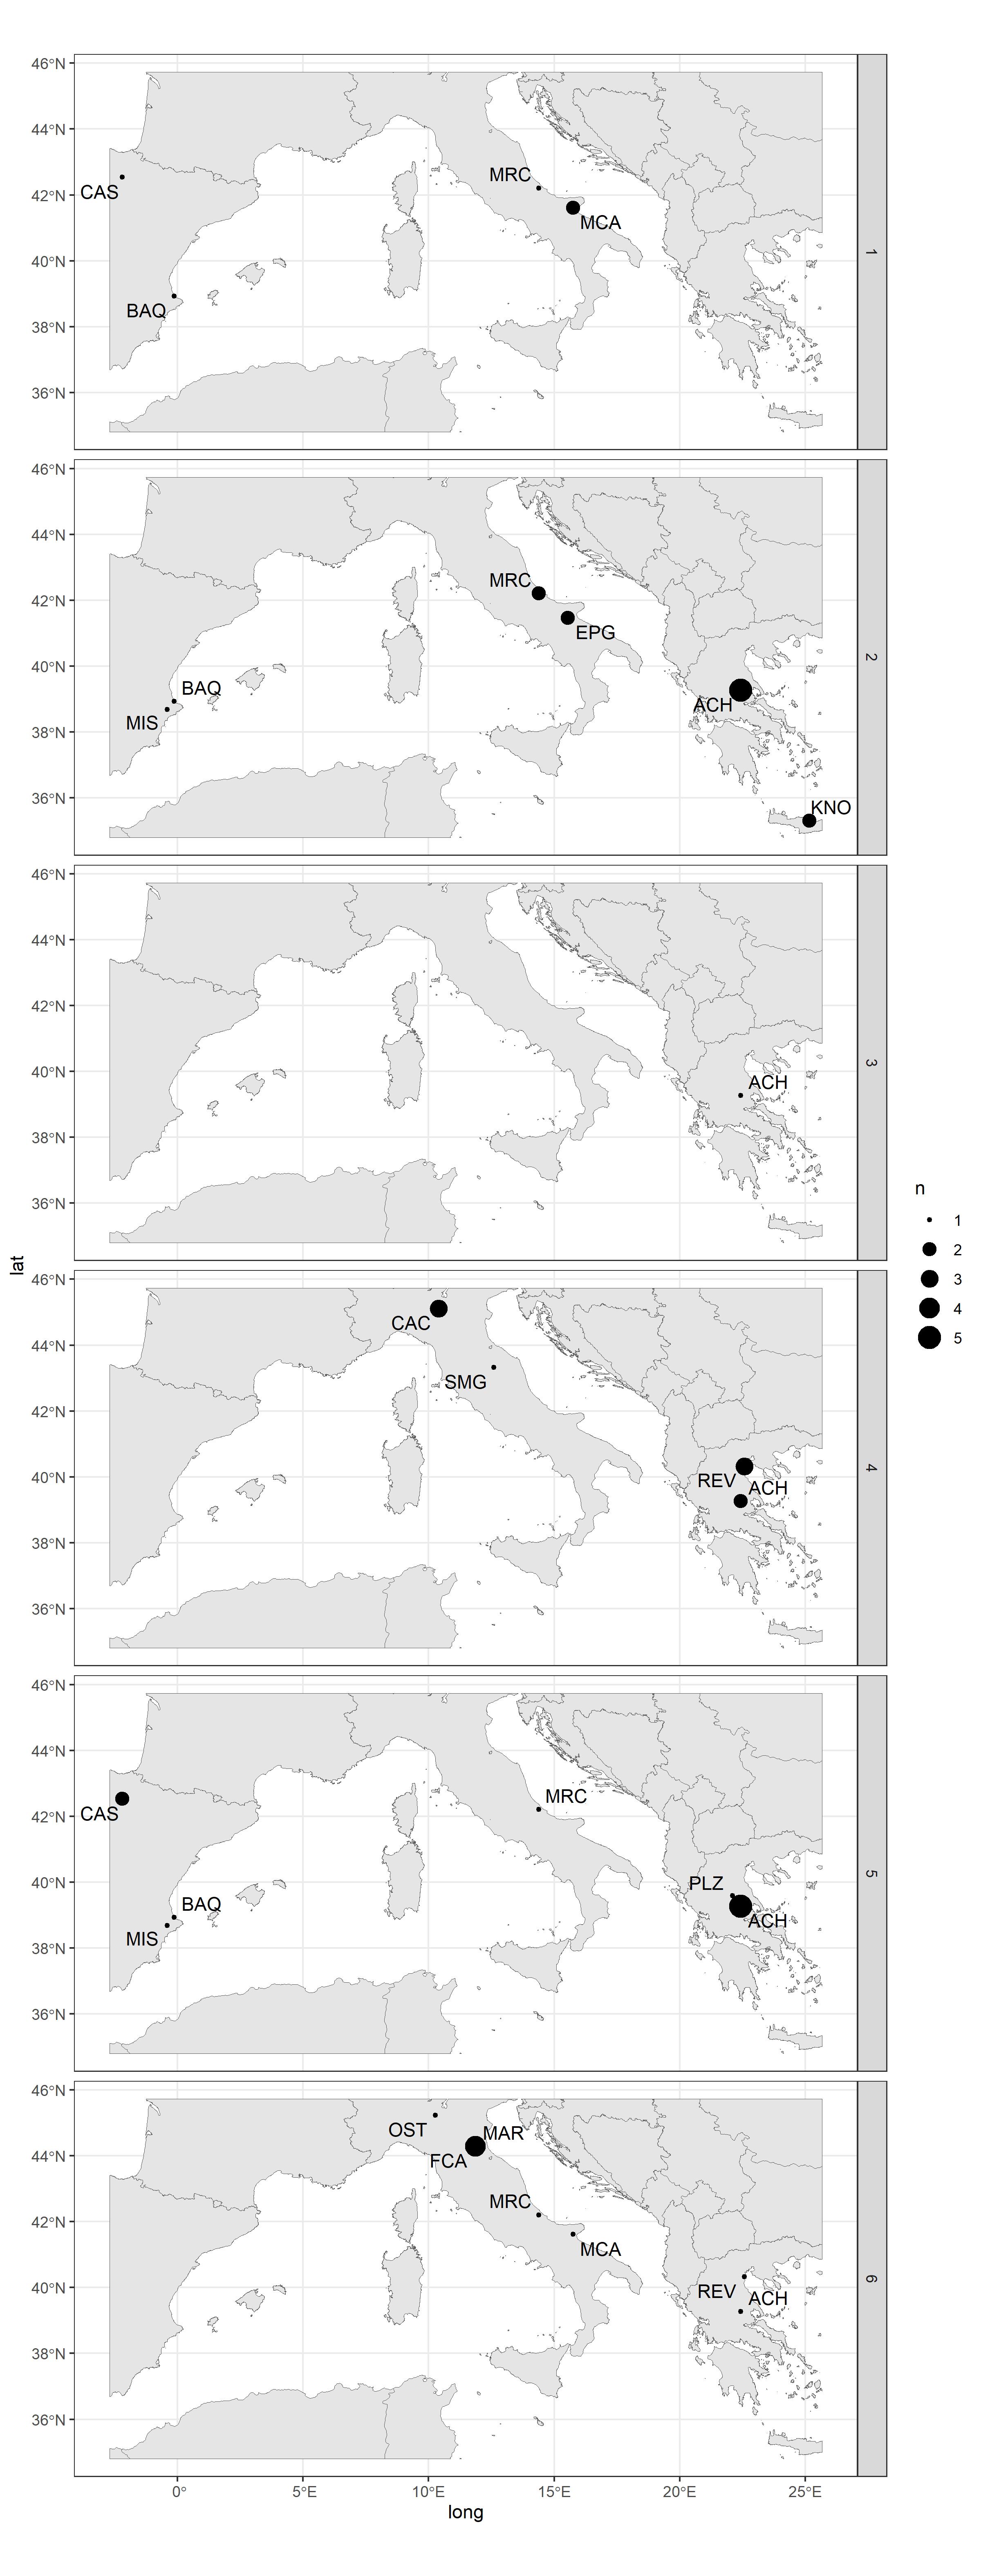 46°N
44°N
42°N
40°N
38°N
36°N
CAS
BAQ
MRC
MCA
1
46°N
44°N
42°N
40°N
38°N
36°N
MRC
EPG
BAQ
MIS
ACH
KNO
2
46°N
44°N
42°N
40°N
38°N
36°N
ACH
3
lat
n
1
2
3
4
5
46°N
44°N
42°N
40°N
38°N
36°N
CAC
SMG
REV
ACH
4
46°N
44°N
42°N
40°N
38°N
36°N
CAS
MRC
BAQ
MIS
PLZ
ACH
5
46°N
44°N
42°N
40°N
38°N
36°N
OST
MAR
FCA
MRC
MCA
REV
ACH
6
0°
5°E
10°E
15°E
20°E
25°E
long